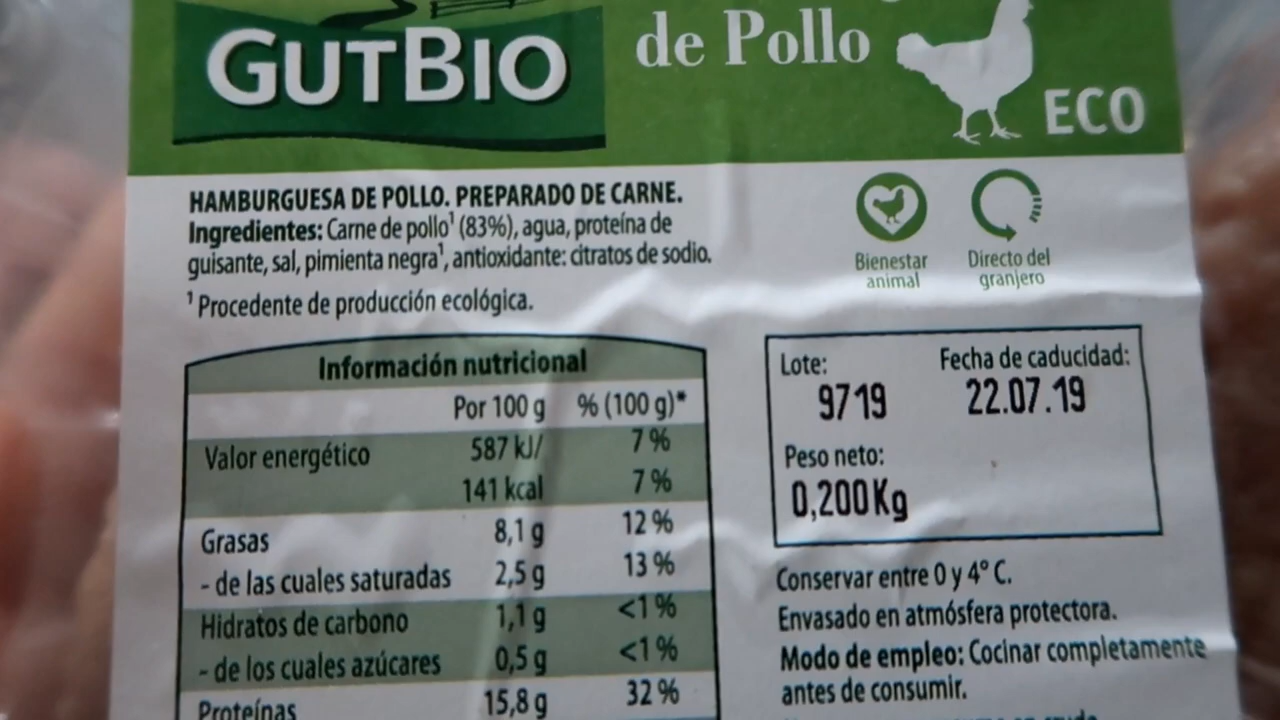 GUTBIO
de Pollo
ECO
HAMBURGUESA DE POLLO. PREPARADO DE CARNE.
Ingredientes: Carne de pollo¹ (83%), agua, proteína de
guisante, sal, pimienta negra¹, antioxidante: citratos de sodio.
¹ Procedente de producción ecológica.
Bienestar
animal
Directo del
granjero
Información nutricional
Por 100 g % (100 g)*
Valor energético 587 kJ/ 7 %
141 kcal 7 %
Grasas 8,1 g 12 %
- de las cuales saturadas 2,5 g 13 %
Hidratos de carbono 1,1 g <1 %
- de los cuales azúcares 0,5 g <1 %
Proteínas 15,8 g 32 %
Lote: Fecha de caducidad:
9719 22.07.19
Peso neto:
0,200Kg
Conservar entre 0 y 4° C.
Envasado en atmósfera protectora.
Modo de empleo: Cocinar completamente
antes de consumir.